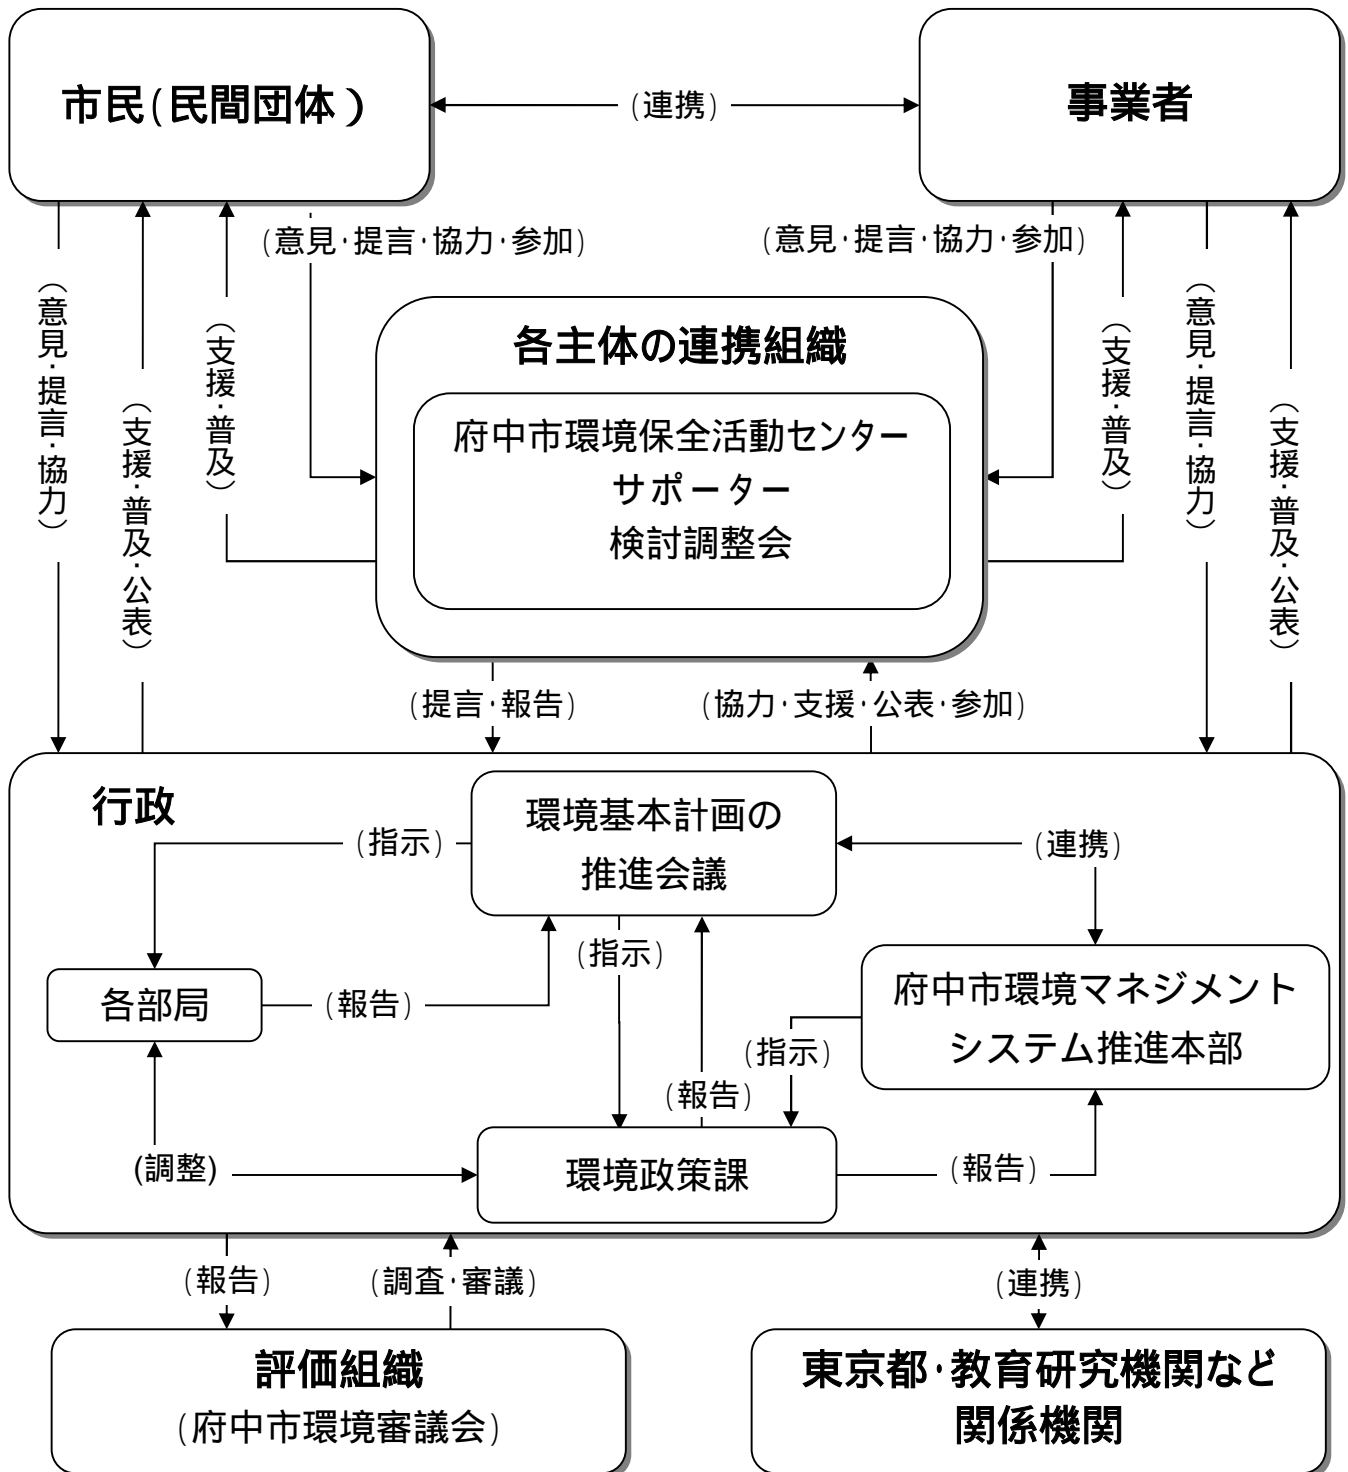 市民(民間団体)
(連携)
事業者
(意見・提言・協力・参加)
(意見・提言・協力・参加)
(意見・提言・協力)
(支援・普及・公表)
(支援・普及)
各主体の連携組織
府中市環境保全活動センター
サポーター
検討調整会
(支援・普及)
(意見・提言・協力)
(支援・普及・公表)
(提言・報告)
(協力・支援・公表・参加)
行政
環境基本計画の
推進会議
(指示)
(連携)
(指示)
各部局
(報告)
府中市環境マネジメント
システム推進本部
(指示)
(報告)
(調整)
環境政策課
(報告)
(報告)
(調査・審議)
(連携)
評価組織
(府中市環境審議会)
東京都・教育研究機関など
関係機関